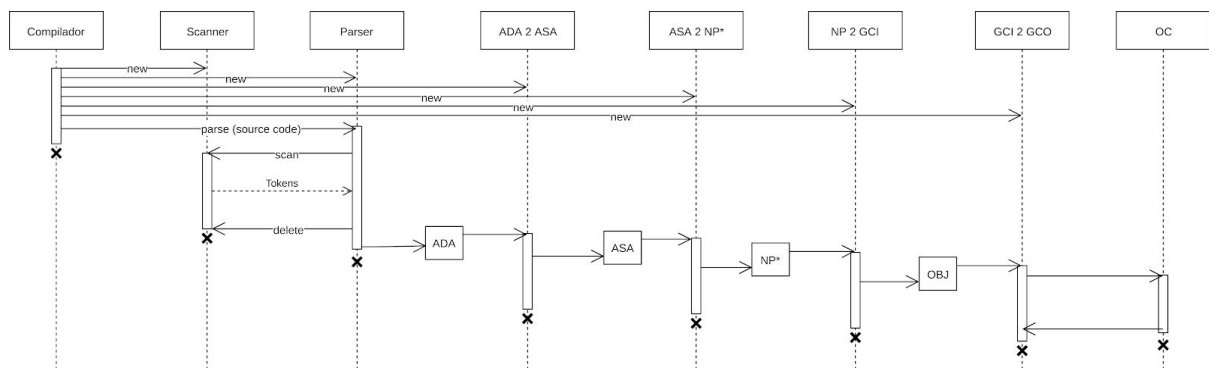 Compilador
Scanner
Parser
ADA 2 ASA
ASA 2 NP*
NP 2 GCI
GCI 2 GCO
OC
new
new
new
new
new
new
parse (source code)
scan
Tokens
delete
ADA
ASA
NP*
OBJ